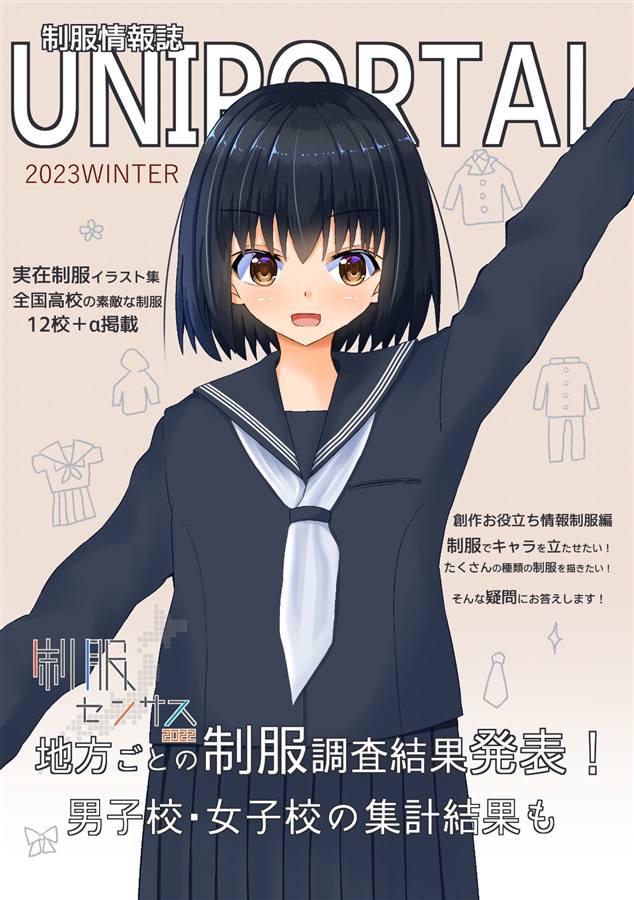 制服情報誌
UNIPORTAL
2023WINTER
実在制服イラスト集
全国高校の素敵な制服
12校+α掲載
創作お役立ち情報制服編
制服でキャラを立たせたい!
たくさんの種類の制服を描きたい!
そんな疑問にお答えします!
制服
センサス
2022
地方ごとの制服調査結果発表!
男子校・女子校の集計結果も